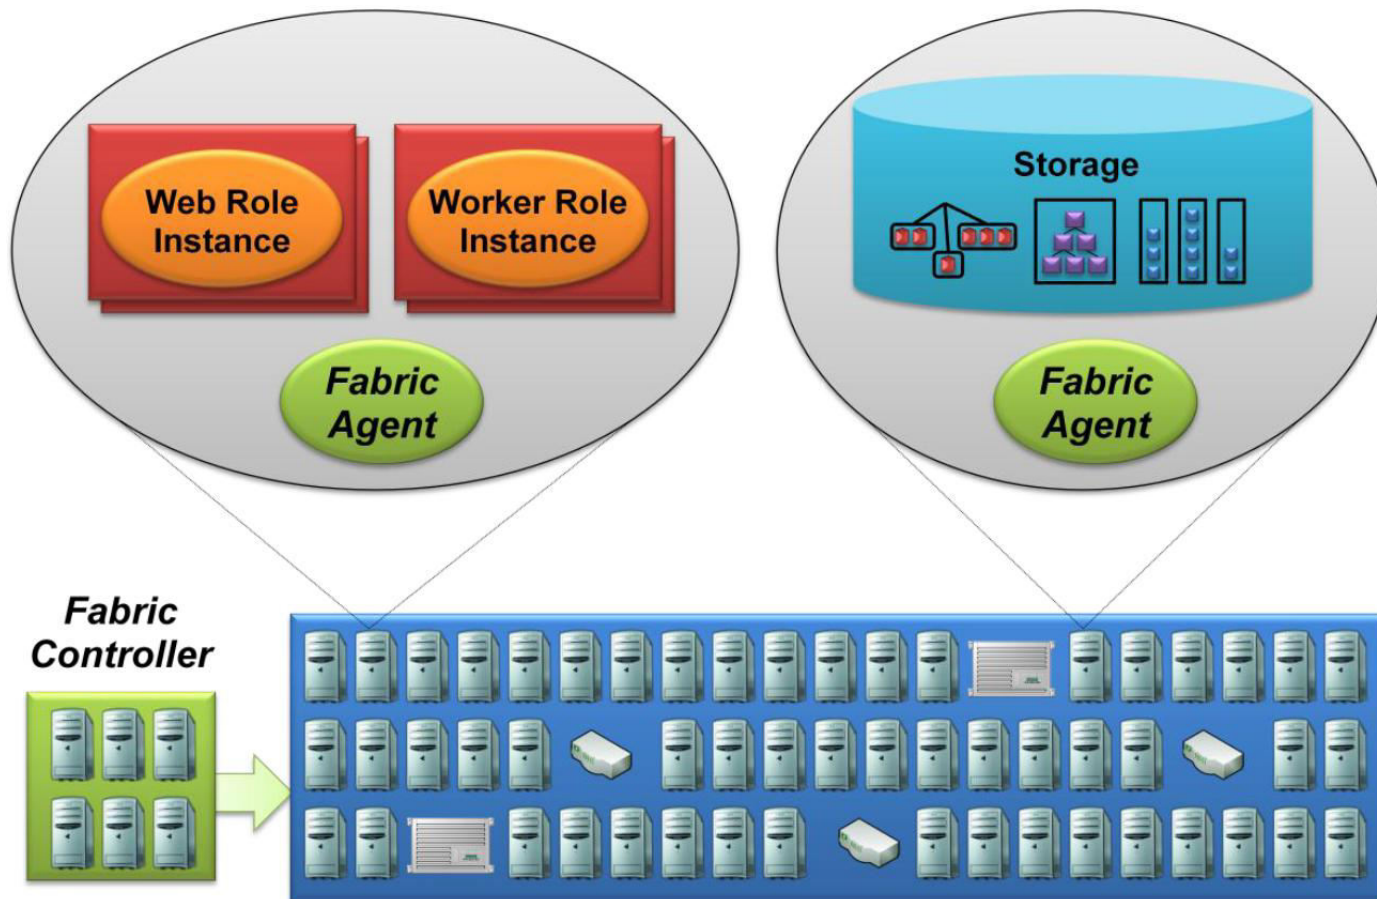 Web Role
Instance
Worker Role
Instance
Fabric
Agent
Storage
Fabric
Agent
Fabric
Controller